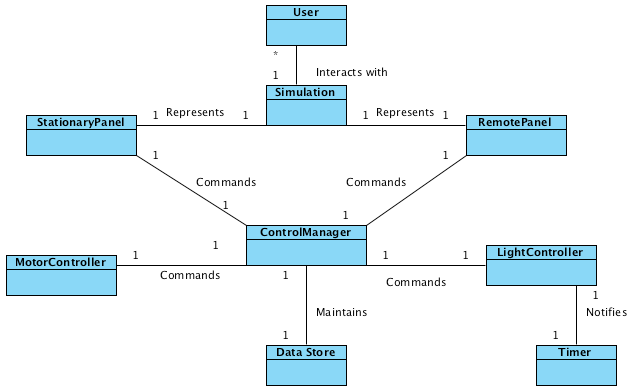 User
*
1
Interacts with
Simulation
StationaryPanel
1 Represents 1
1 Represents 1
RemotePanel
1
1
Commands
Commands
1
1
ControlManager
1
1
1
1
MotorController
Commands
1
Commands
LightController
1
Maintains
Notifies
1
1
Data Store
Timer